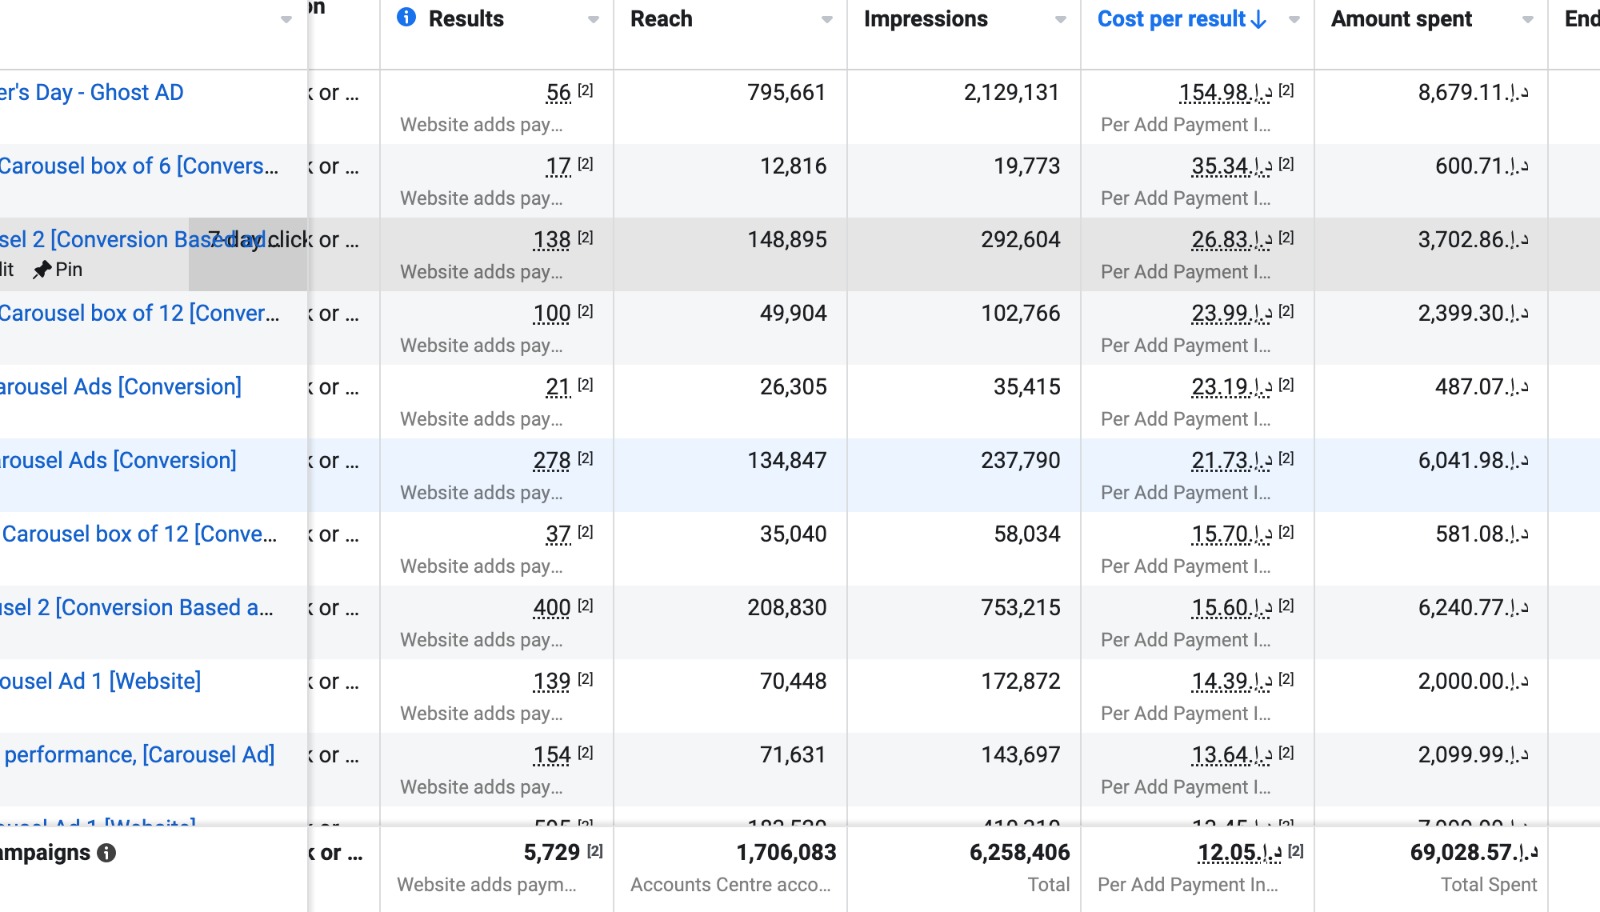 on
Results Reach Impressions Cost per result Amount spent End
er's Day - Ghost AD k or ... 56 [2] 795,661 2,129,131 154.98.د.إ [2] 8,679.11.د.إ
Website adds pay... Per Add Payment I...
Carousel box of 6 [Convers... k or ... 17 [2] 12,816 19,773 35.34.د.إ [2] 600.71.د.إ
Website adds pay... Per Add Payment I...
sel 2 [Conversion Based ad... 7-day click or ... 138 [2] 148,895 292,604 26.83.د.إ [2] 3,702.86.د.إ
dit Pin Website adds pay... Per Add Payment I...
Carousel box of 12 [Conver... k or ... 100 [2] 49,904 102,766 23.99.د.إ [2] 2,399.30.د.إ
Website adds pay... Per Add Payment I...
arousel Ads [Conversion] k or ... 21 [2] 26,305 35,415 23.19.د.إ [2] 487.07.د.إ
Website adds pay... Per Add Payment I...
arousel Ads [Conversion] k or ... 278 [2] 134,847 237,790 21.73.د.إ [2] 6,041.98.د.إ
Website adds pay... Per Add Payment I...
Carousel box of 12 [Conve... k or ... 37 [2] 35,040 58,034 15.70.د.إ [2] 581.08.د.إ
Website adds pay... Per Add Payment I...
usel 2 [Conversion Based a... k or ... 400 [2] 208,830 753,215 15.60.د.إ [2] 6,240.77.د.إ
Website adds pay... Per Add Payment I...
ousel Ad 1 [Website] k or ... 139 [2] 70,448 172,872 14.39.د.إ [2] 2,000.00.د.إ
Website adds pay... Per Add Payment I...
performance, [Carousel Ad] k or ... 154 [2] 71,631 143,697 13.64.د.إ [2] 2,099.99.د.إ
Website adds pay... Per Add Payment I...
ampaigns k or ... 5,729 [2] 1,706,083 6,258,406 12.05.د.إ [2] 69,028.57.د.إ
Website adds paym... Accounts Centre acco... Total Per Add Payment In... Total Spent